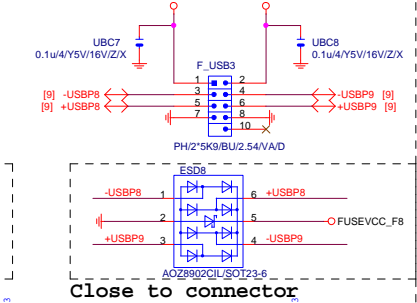 UBC7
0.1u/4/Y5V/16V/Z/X
UBC8
0.1u/4/Y5V/16V/Z/X
F_USB3
1 2
[9] -USBP8 3 4 -USBP9 [9]
[9] +USBP8 5 6 +USBP9 [9]
7 8
10
PH/2*5K9/BU/2.54/VA/D
ESD8
-USBP8 1 6 +USBP8
2 5 FUSEVCC_F8
+USBP9 3 4 -USBP9
AOZ8902CIL/SOT23-6
Close to connector